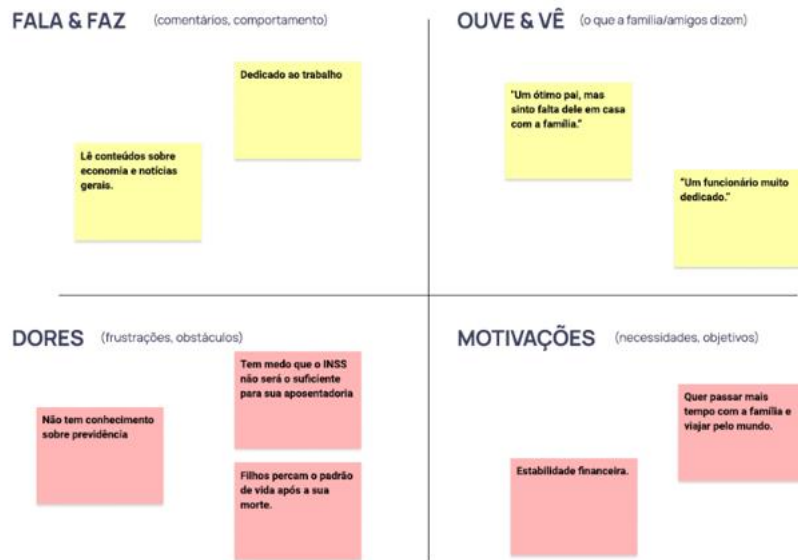 FALA & FAZ (comentários, comportamento)
Dedicado ao trabalho
Lê conteúdos sobre
economia e notícias
gerais.
OUVE & VÊ (o que a família/amigos dizem)
"Um ótimo pai, mas
sinto falta dele em casa
com a família."
"Um funcionário muito
dedicado."
DORES (frustrações, obstáculos)
Tem medo que o INSS
não será o suficiente
para sua aposentadoria
Não tem conhecimento
sobre previdência
Filhos percam o padrão
de vida após a sua
morte.
MOTIVAÇÕES (necessidades, objetivos)
Quer passar mais
tempo com a família e
viajar pelo mundo.
Estabilidade financeira.